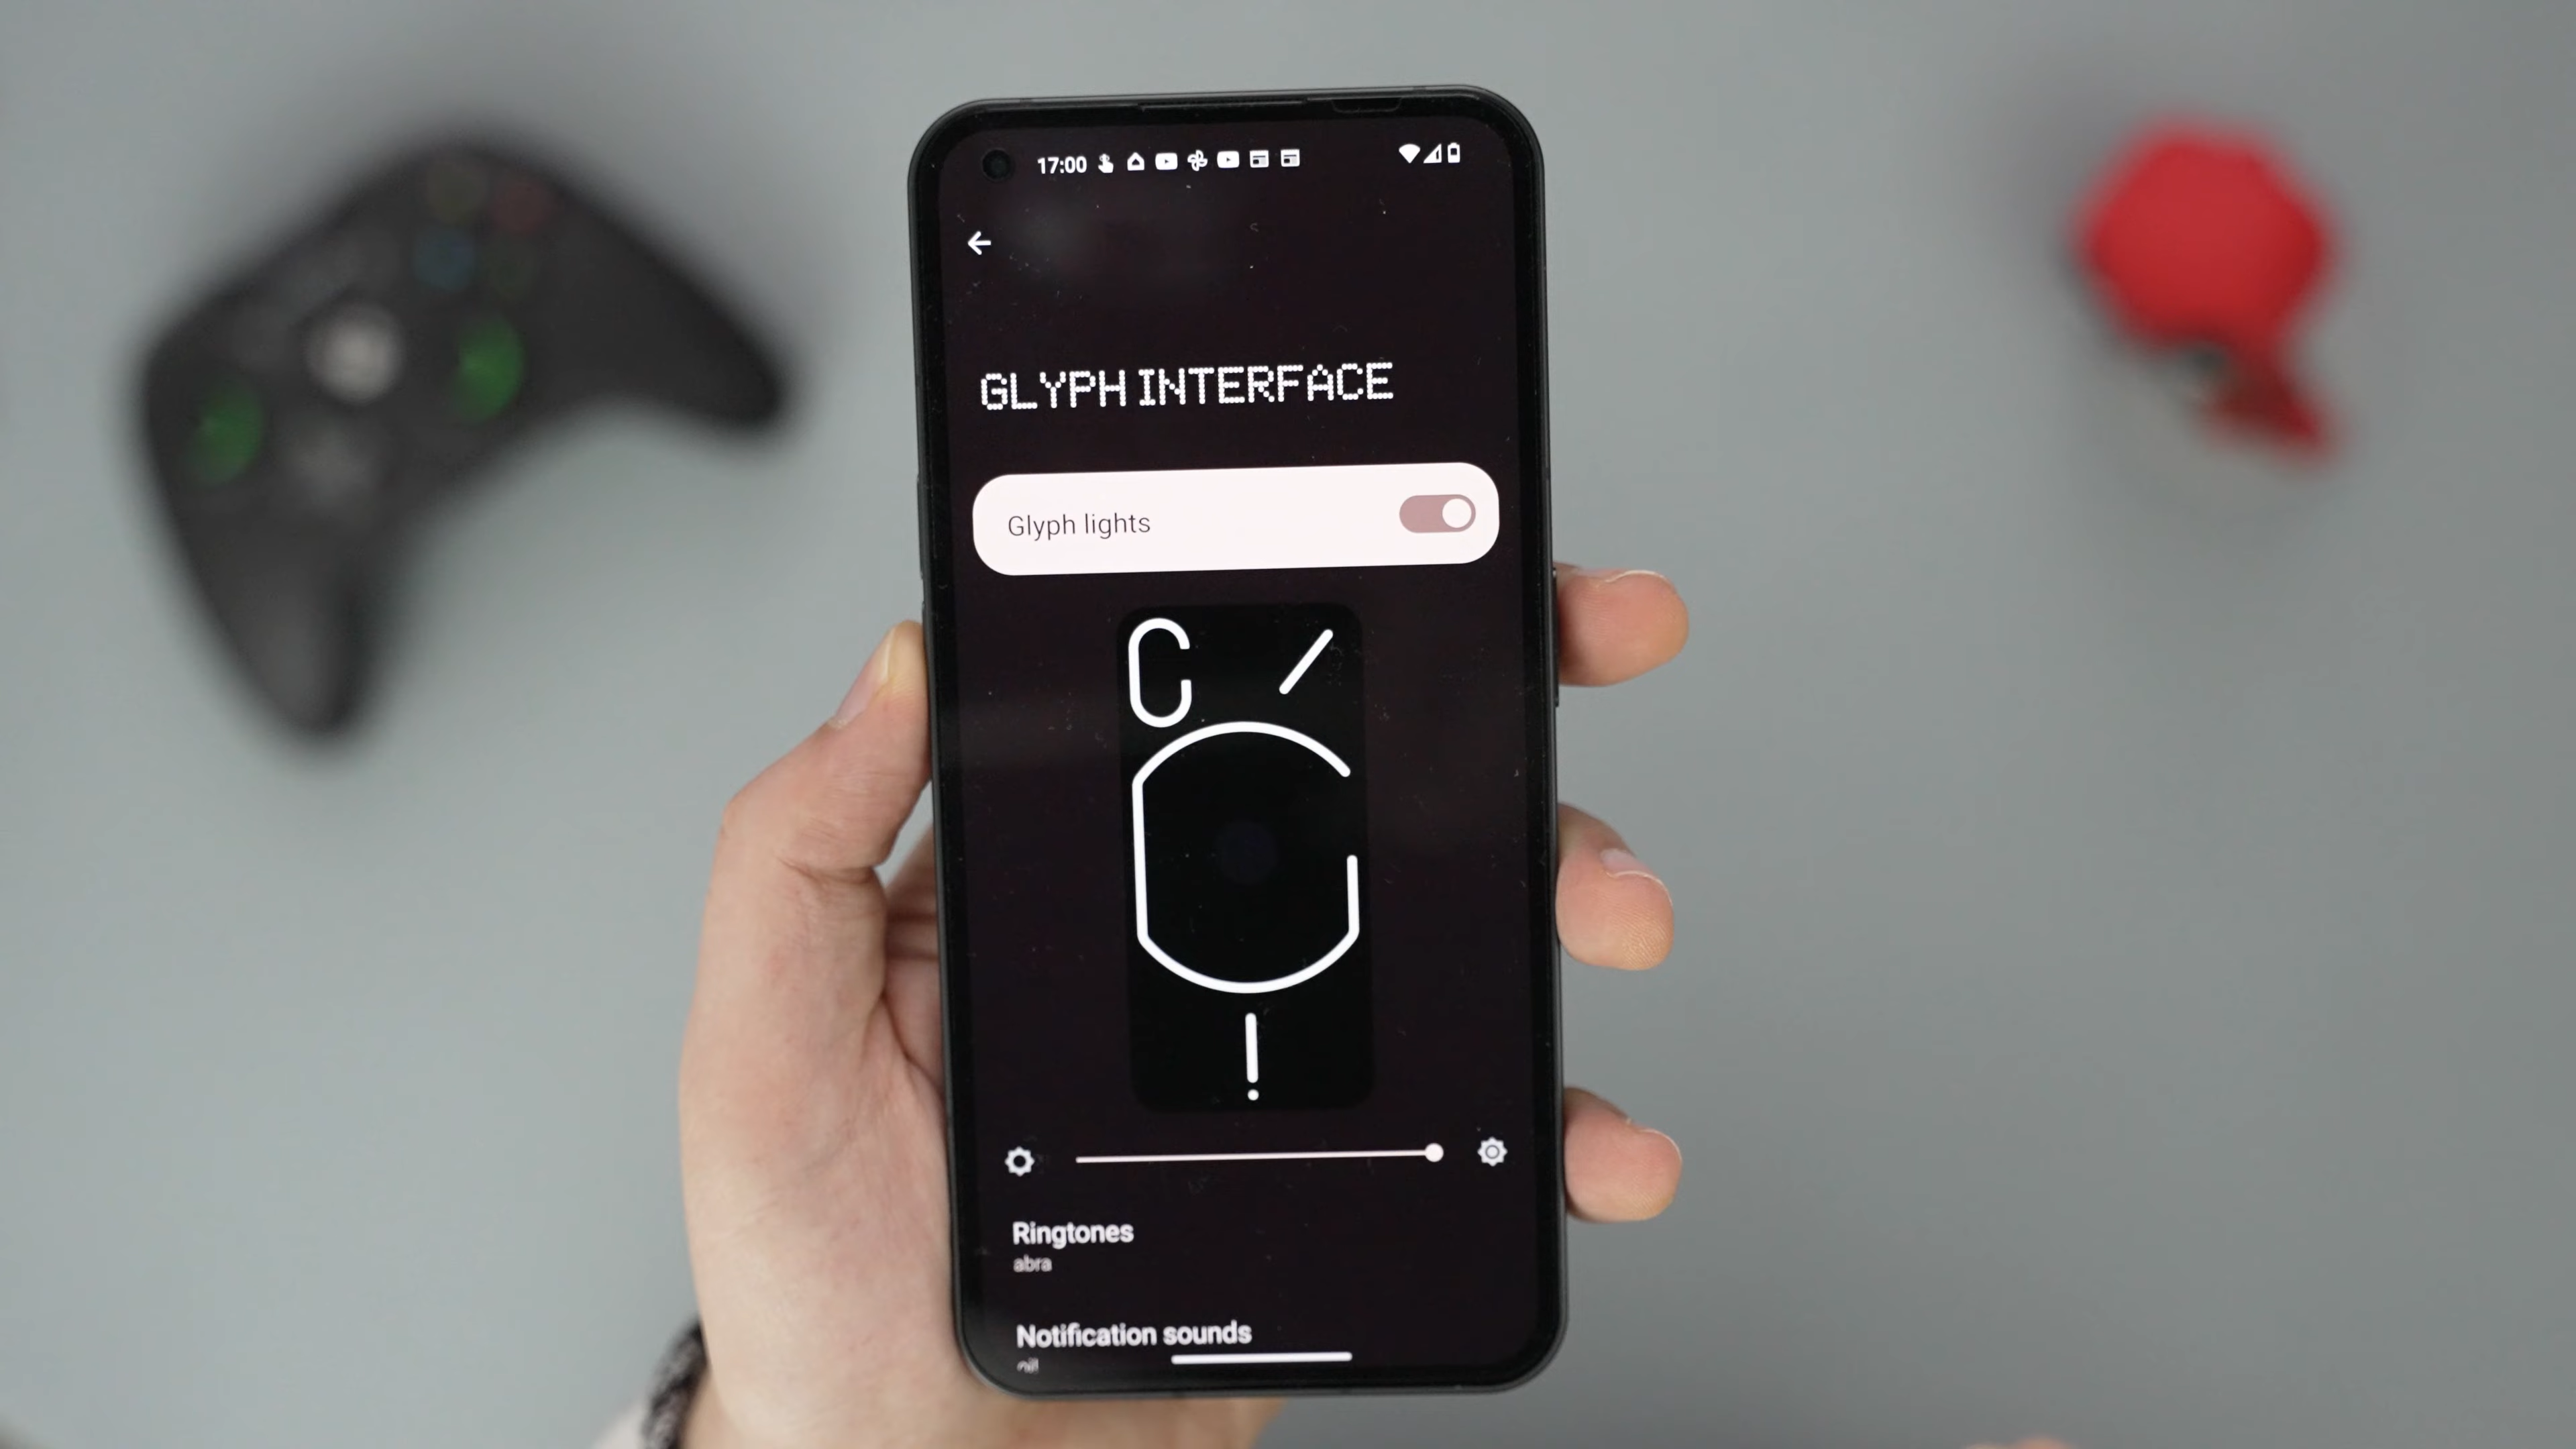 17:00
GLYPH INTERFACE
Glyph lights
Ringtones
abra
Notification sounds